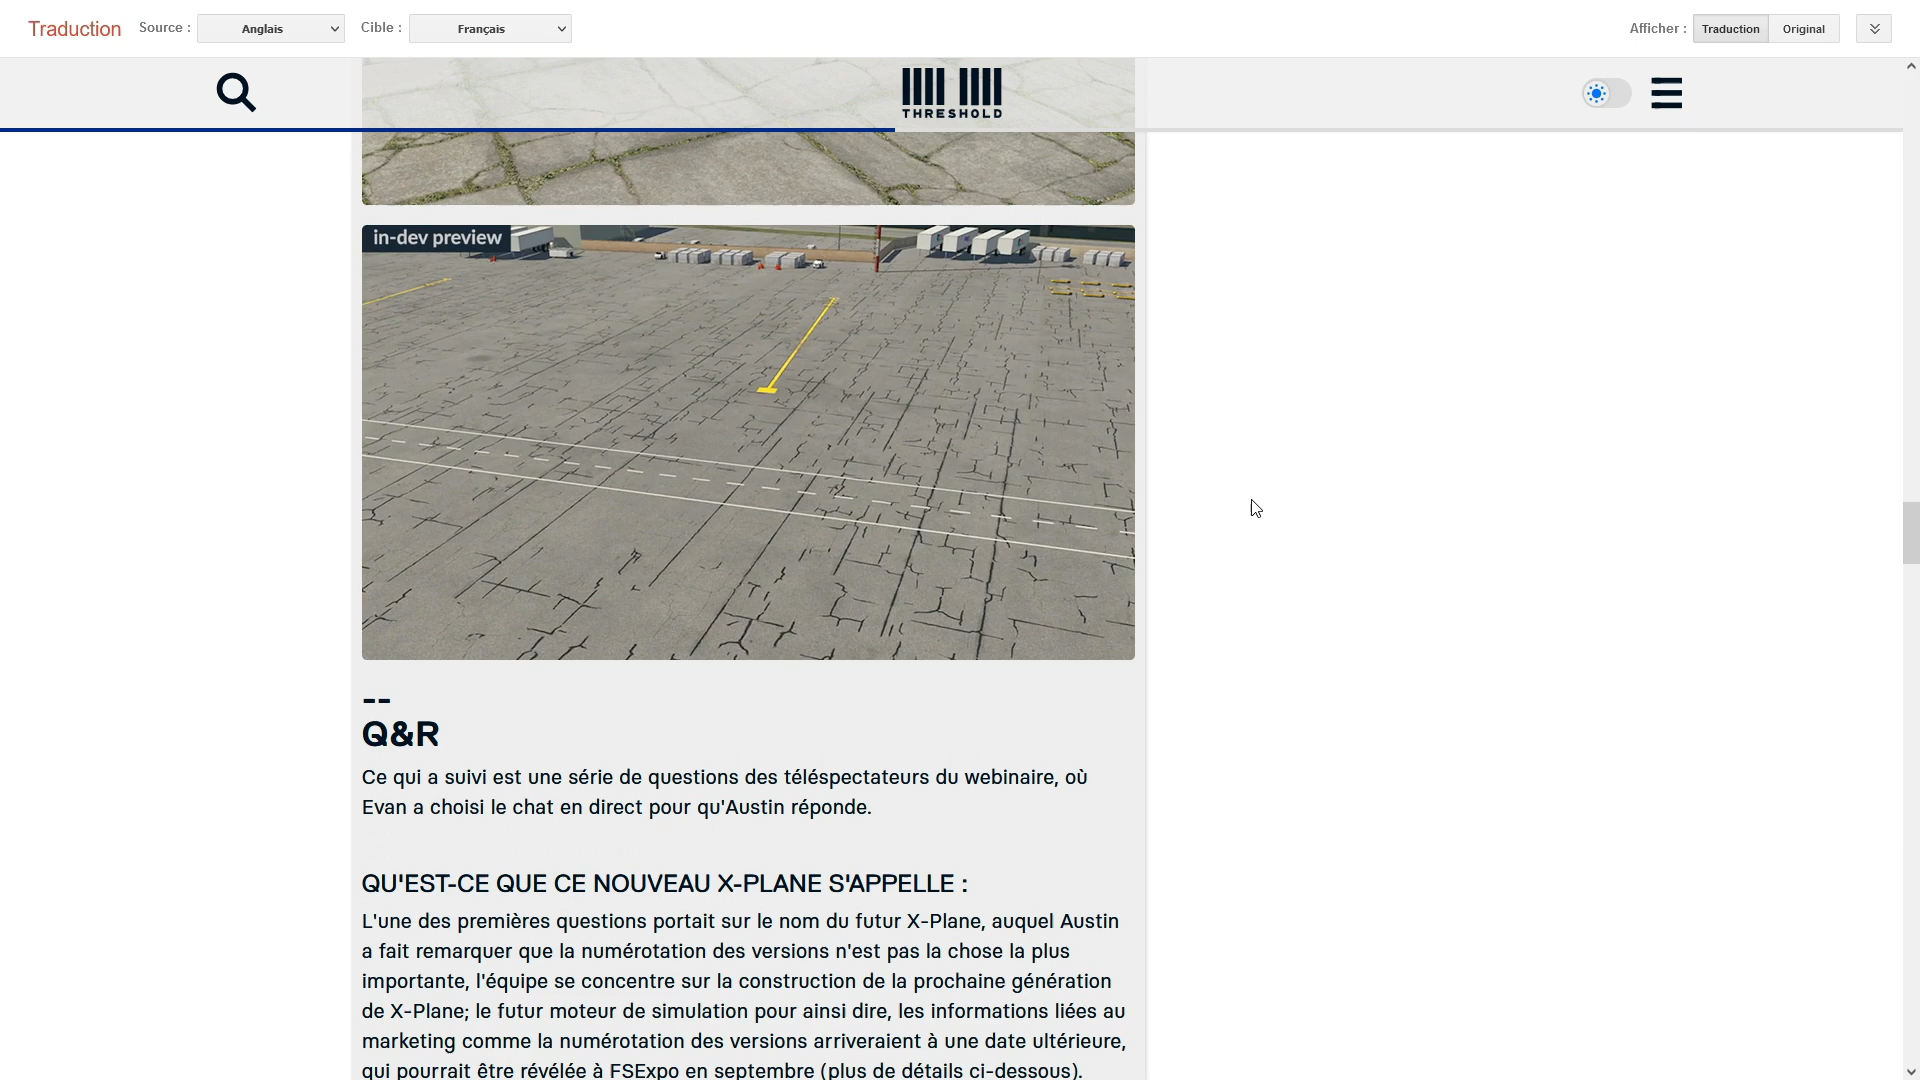 Traduction Source : Anglais Cible : Français Afficher : Traduction Original
THRESHOLD
in-dev preview
--
Q&R
Ce qui a suivi est une série de questions des téléspectateurs du webinaire, où
Evan a choisi le chat en direct pour qu'Austin réponde.
QU'EST-CE QUE CE NOUVEAU X-PLANE S'APPELLE :
L'une des premières questions portait sur le nom du futur X-Plane, auquel Austin
a fait remarquer que la numérotation des versions n'est pas la chose la plus
importante, l'équipe se concentre sur la construction de la prochaine génération
de X-Plane; le futur moteur de simulation pour ainsi dire, les informations liées au
marketing comme la numérotation des versions arriveraient à une date ultérieure,
qui pourrait être révélée à FSExpo en septembre (plus de détails ci-dessous).